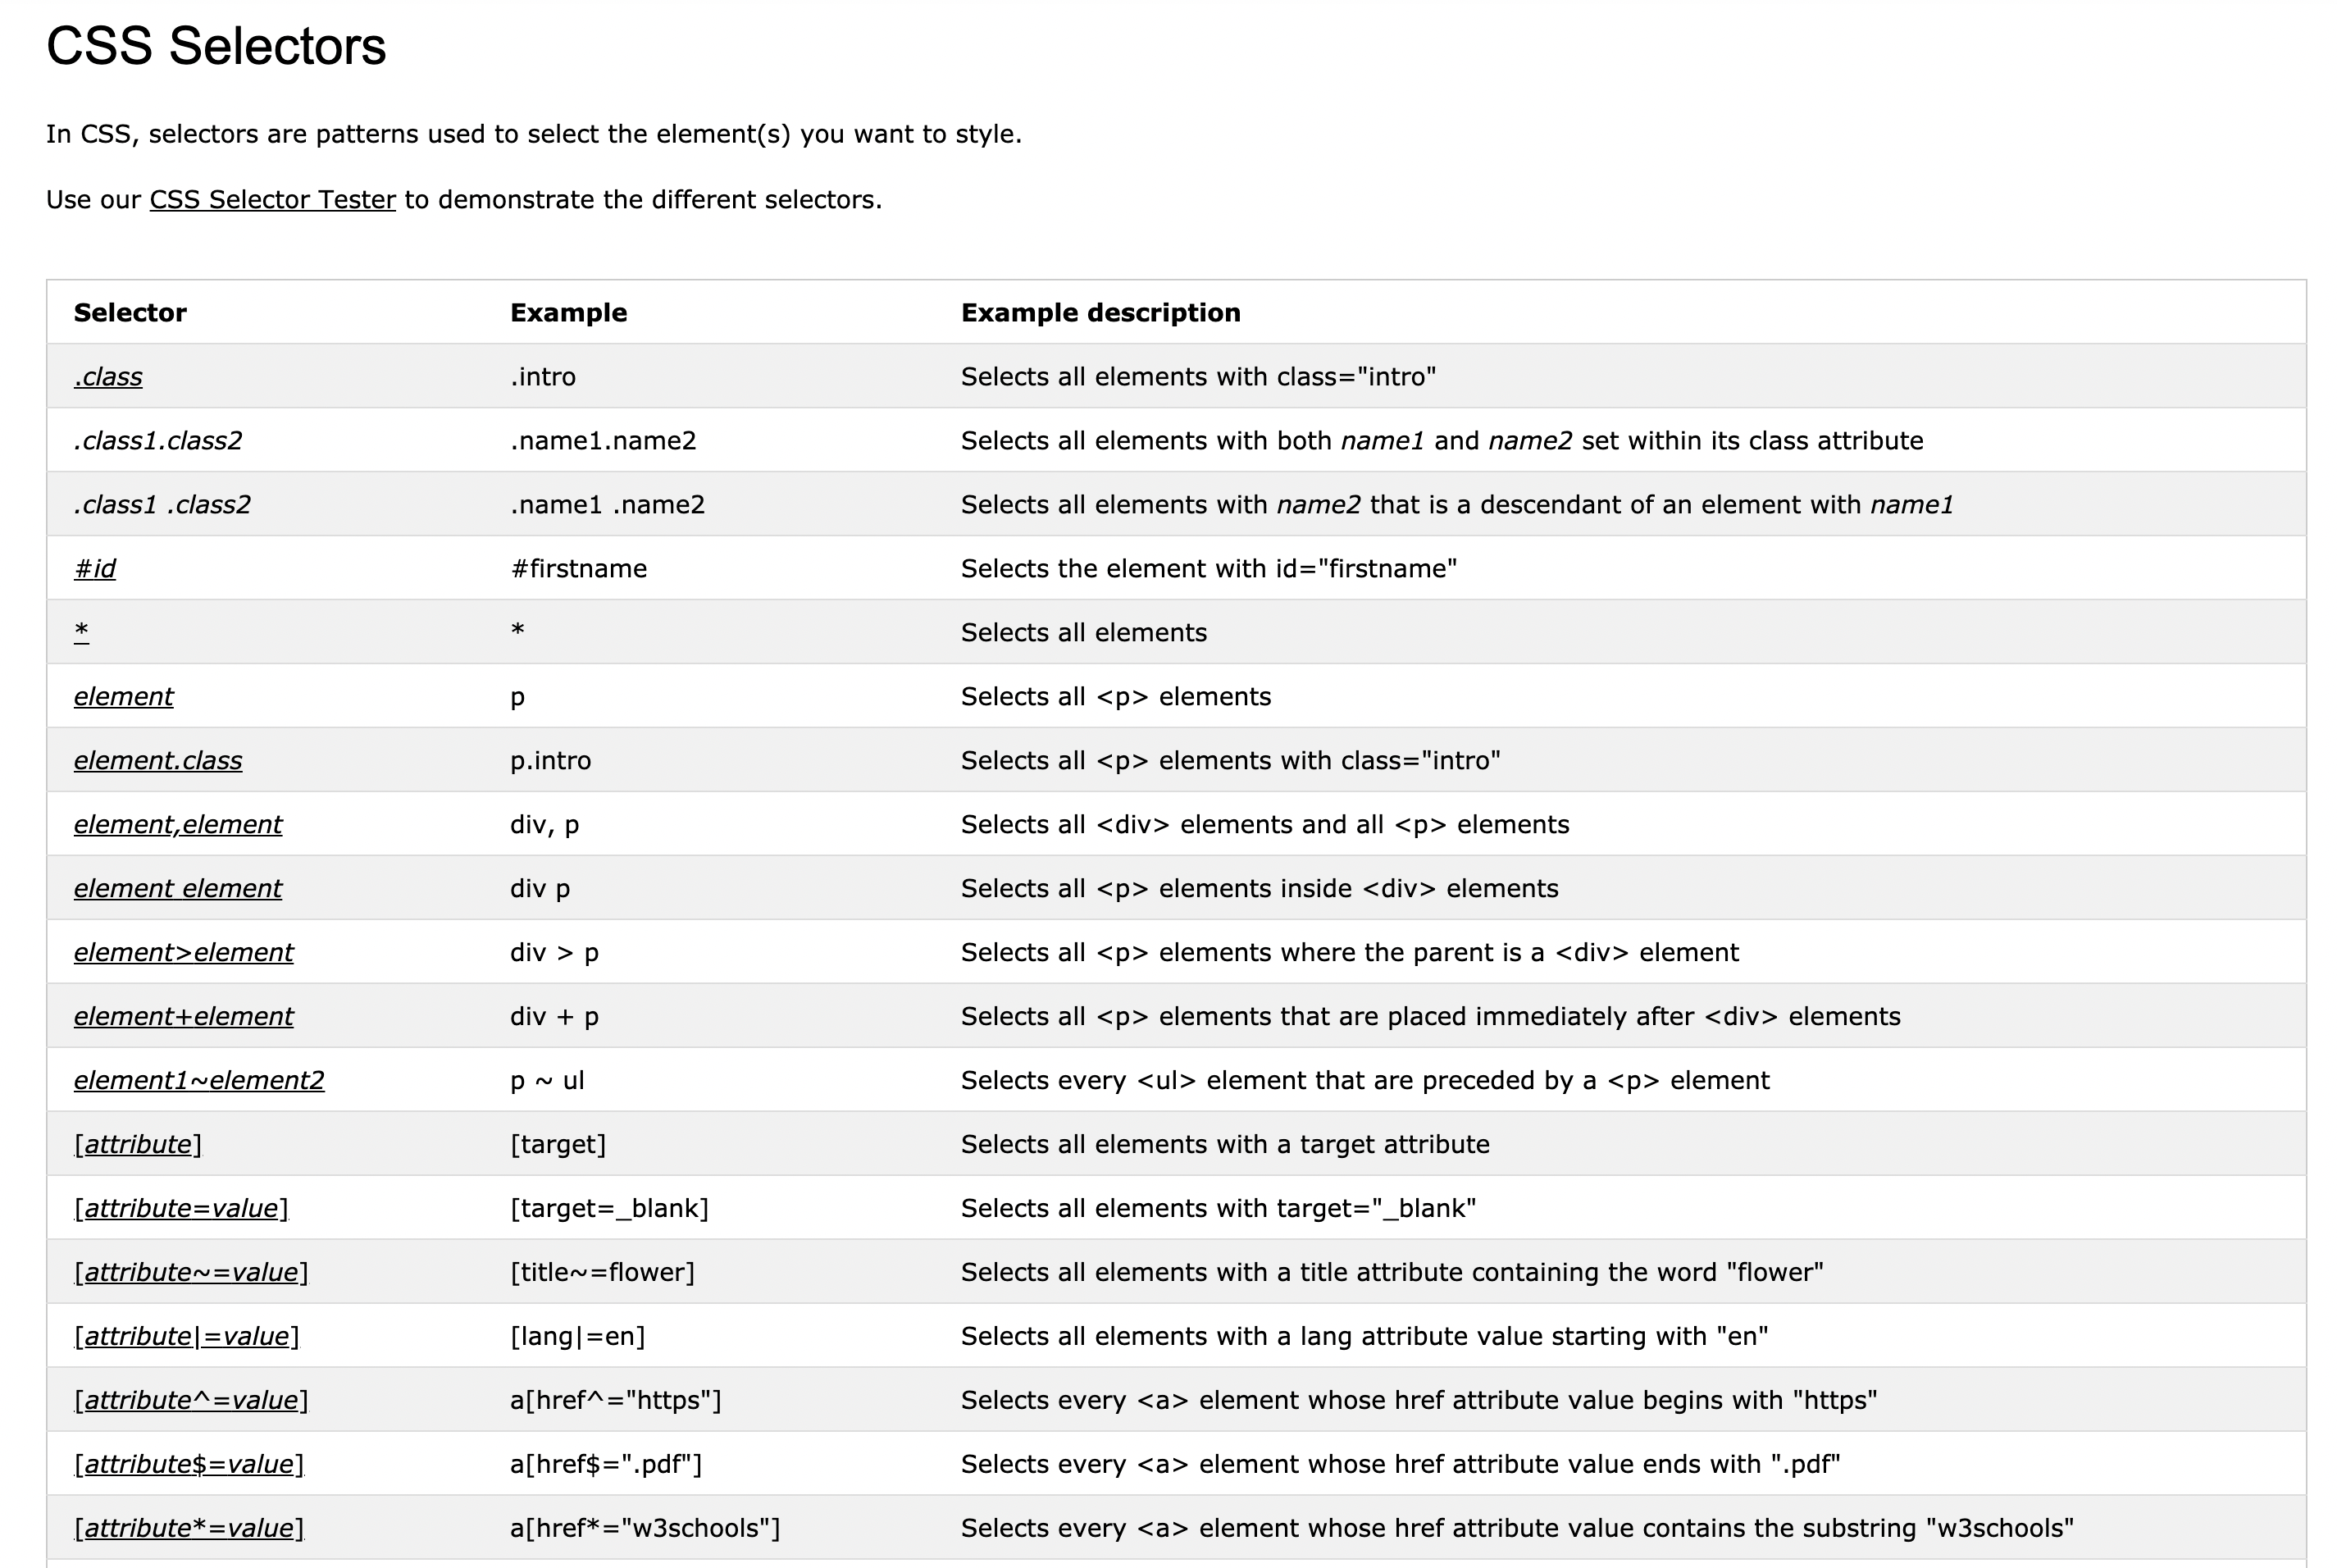 CSS Selectors
In CSS, selectors are patterns used to select the element(s) you want to style.
Use our CSS Selector Tester to demonstrate the different selectors.
Selector Example Example description
.class .intro Selects all elements with class="intro"
.class1.class2 .name1.name2 Selects all elements with both name1 and name2 set within its class attribute
.class1 .class2 .name1 .name2 Selects all elements with name2 that is a descendant of an element with name1
#id #firstname Selects the element with id="firstname"
* * Selects all elements
element p Selects all <p> elements
element.class p.intro Selects all <p> elements with class="intro"
element,element div, p Selects all <div> elements and all <p> elements
element element div p Selects all <p> elements inside <div> elements
element>element div > p Selects all <p> elements where the parent is a <div> element
element+element div + p Selects all <p> elements that are placed immediately after <div> elements
element1~element2 p ~ ul Selects every <ul> element that are preceded by a <p> element
[attribute] [target] Selects all elements with a target attribute
[attribute=value] [target=_blank] Selects all elements with target="_blank"
[attribute~=value] [title~=flower] Selects all elements with a title attribute containing the word "flower"
[attribute|=value] [lang|=en] Selects all elements with a lang attribute value starting with "en"
[attribute^=value] a[href^="https"] Selects every <a> element whose href attribute value begins with "https"
[attribute$=value] a[href$=".pdf"] Selects every <a> element whose href attribute value ends with ".pdf"
[attribute*=value] a[href*="w3schools"] Selects every <a> element whose href attribute value contains the substring "w3schools"